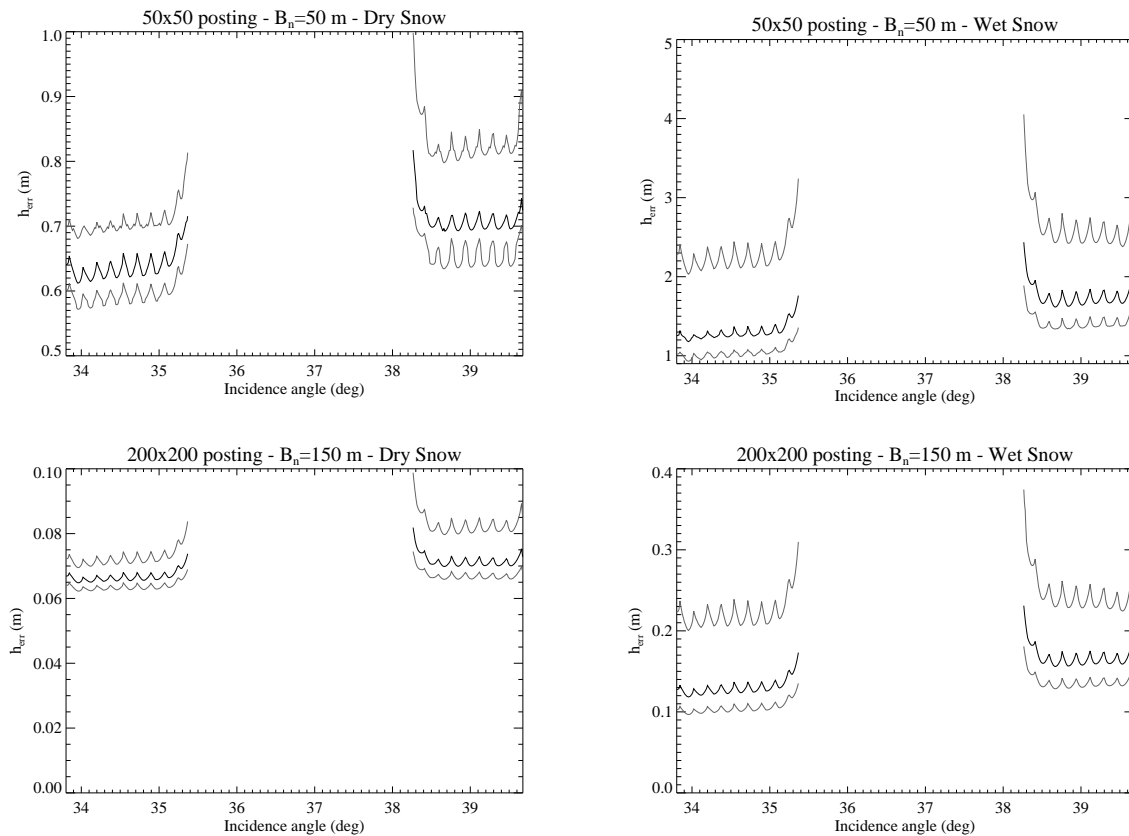 50x50 posting - Bₙ=50 m - Dry Snow
1.0
0.9
0.8
0.7
0.6
0.5
h_err (m)
34 35 36 37 38 39
Incidence angle (deg)
50x50 posting - Bₙ=50 m - Wet Snow
5
4
3
2
1
h_err (m)
34 35 36 37 38 39
Incidence angle (deg)
200x200 posting - Bₙ=150 m - Dry Snow
0.10
0.08
0.06
0.04
0.02
0.00
h_err (m)
34 35 36 37 38 39
Incidence angle (deg)
200x200 posting - Bₙ=150 m - Wet Snow
0.4
0.3
0.2
0.1
0.0
h_err (m)
34 35 36 37 38 39
Incidence angle (deg)